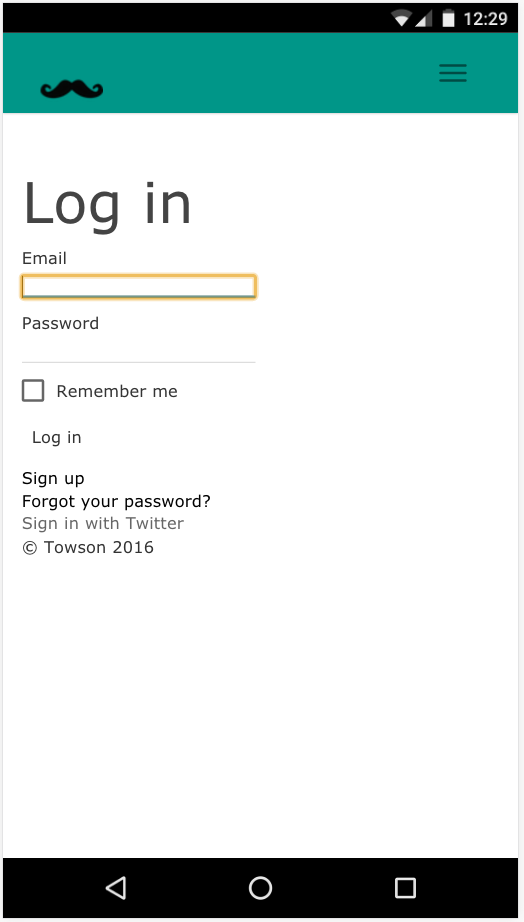 12:29
Log in
Email
Password
Remember me
Log in
Sign up
Forgot your password?
Sign in with Twitter
© Towson 2016